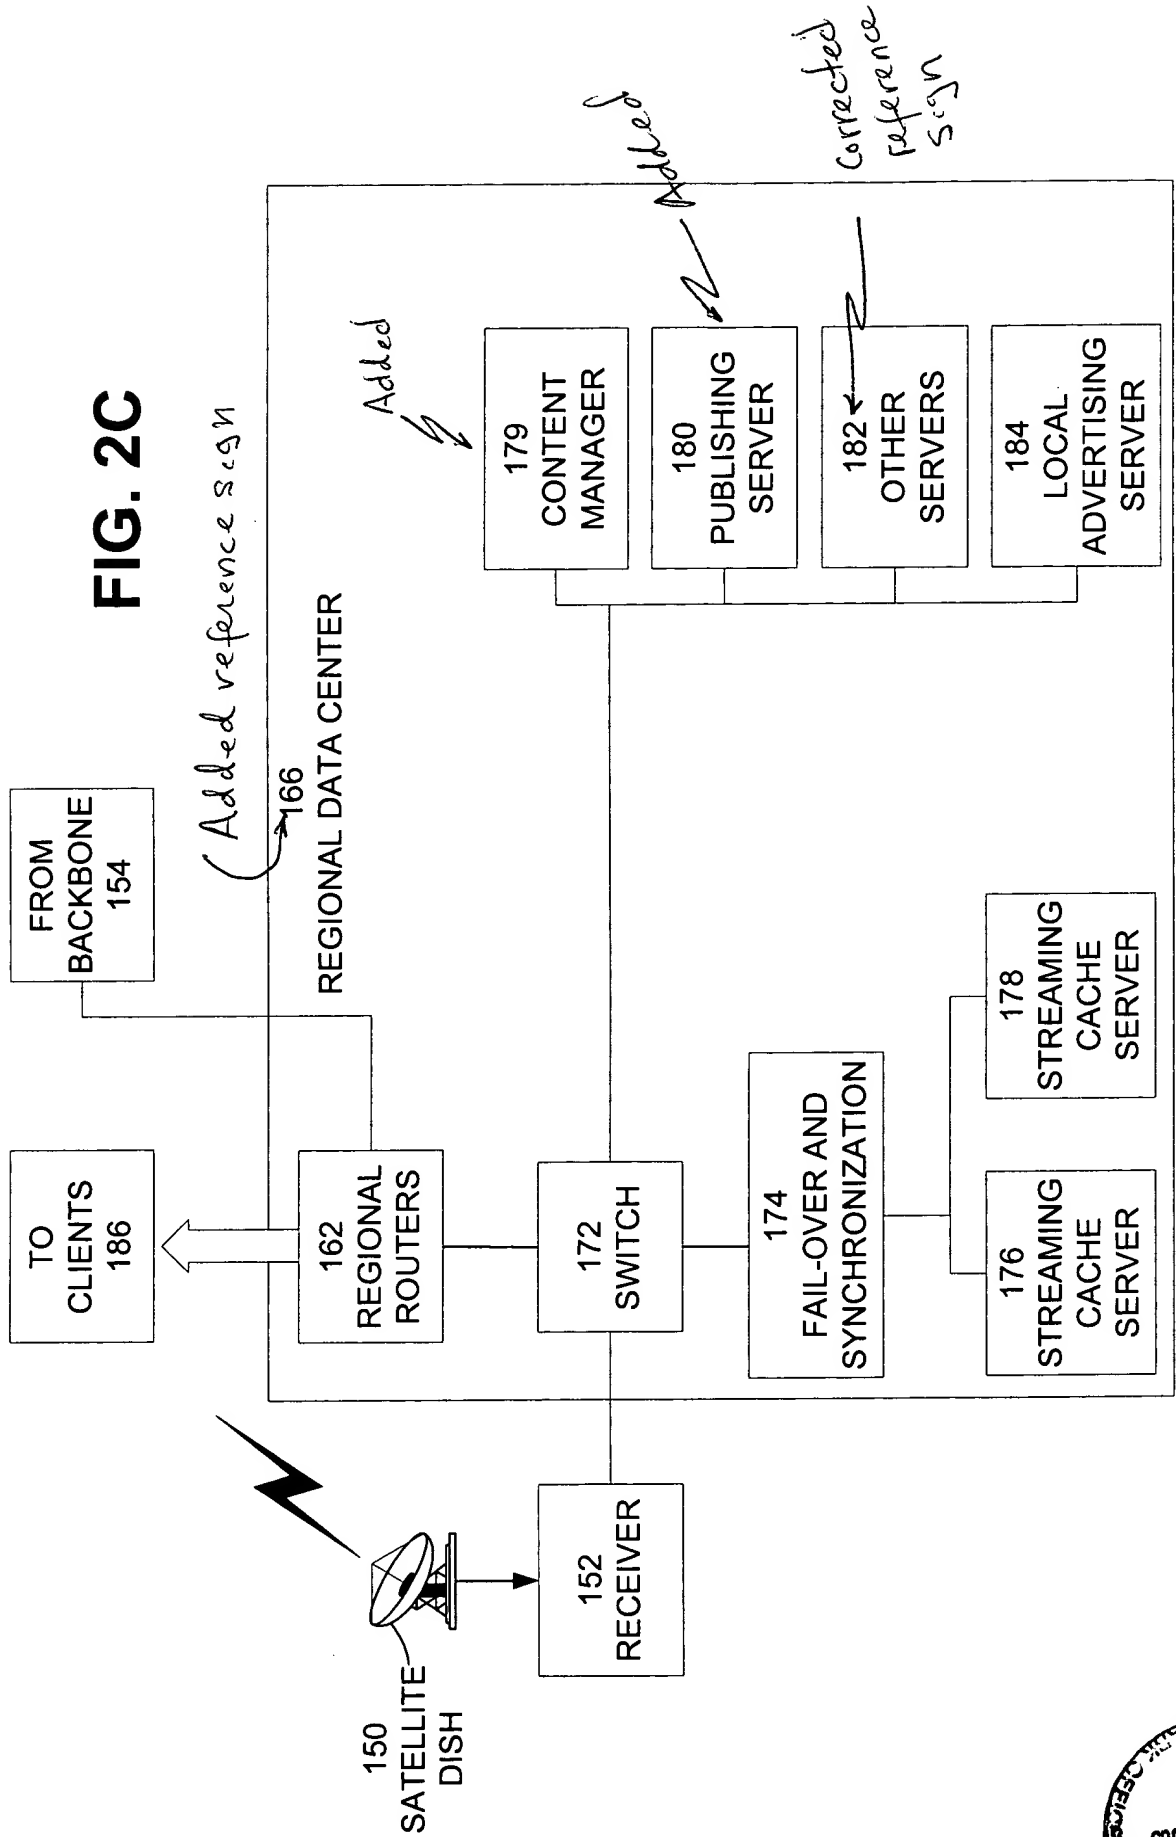 FIG. 2C
TO
CLIENTS
186
FROM
BACKBONE
154
Added reference sign
166
REGIONAL DATA CENTER
162
REGIONAL
ROUTERS
150
SATELLITE
DISH
152
RECEIVER
172
SWITCH
174
FAIL-OVER AND
SYNCHRONIZATION
176
STREAMING
CACHE
SERVER
178
STREAMING
CACHE
SERVER
Added
179
CONTENT
MANAGER
Added
180
PUBLISHING
SERVER
Corrected
reference
sign
182
OTHER
SERVERS
184
LOCAL
ADVERTISING
SERVER